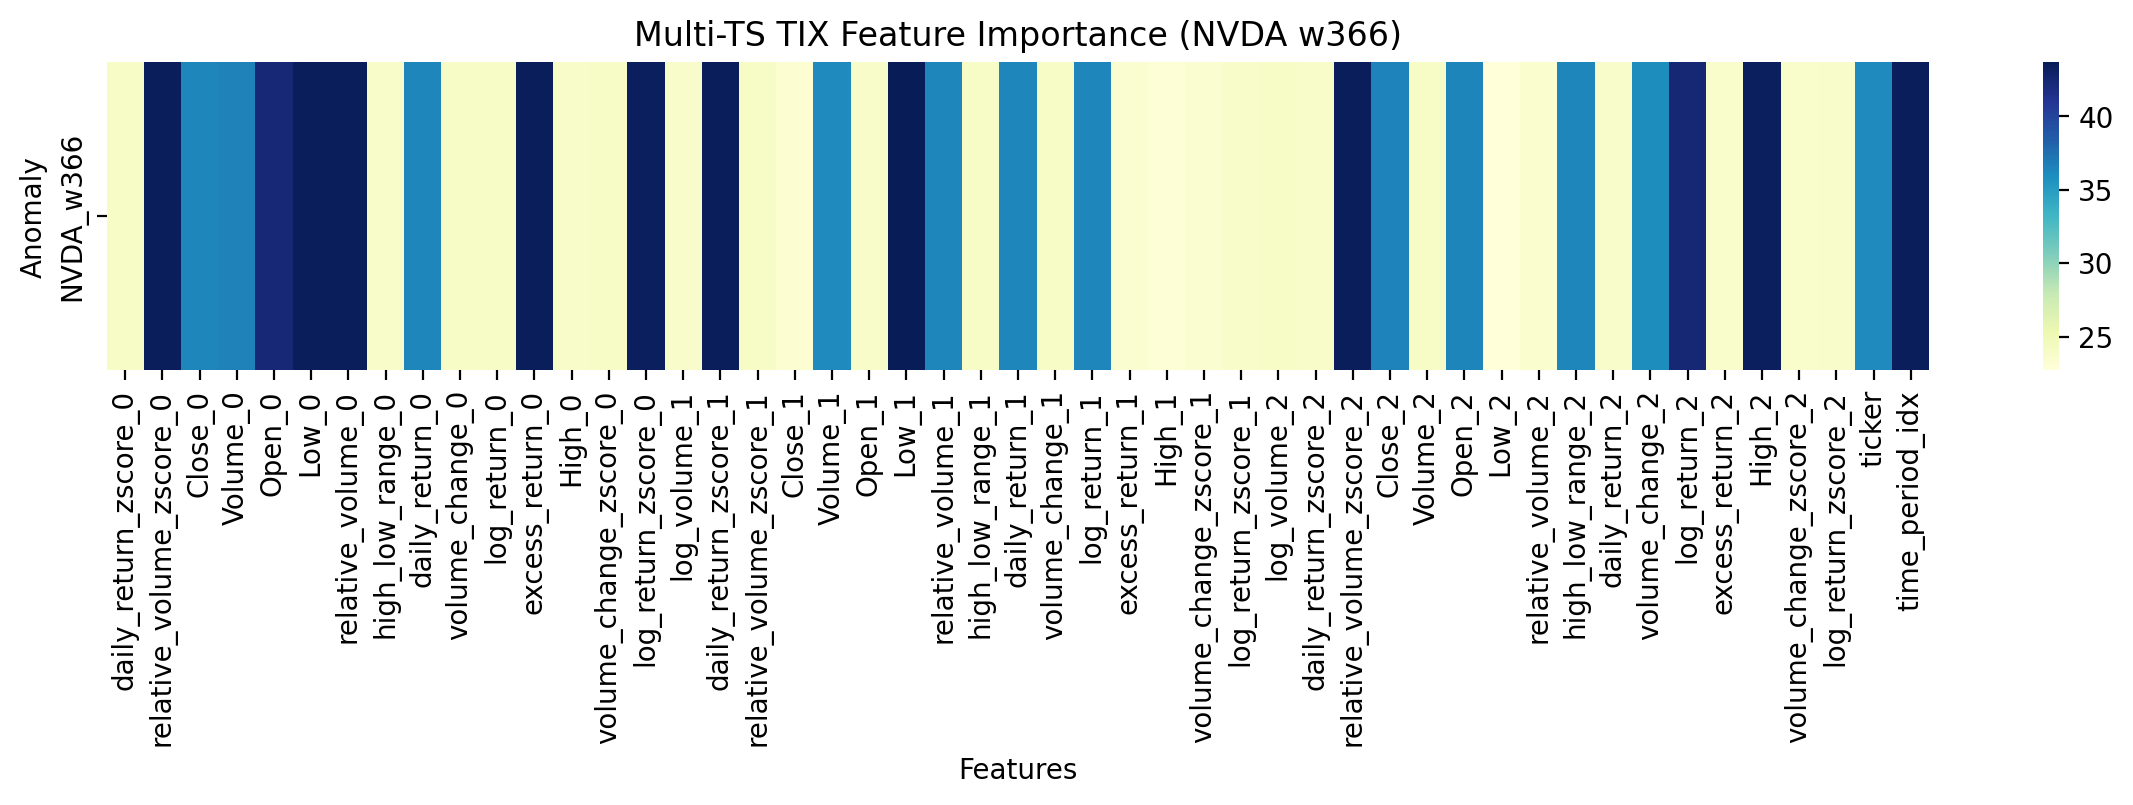 Multi-TS TIX Feature Importance (NVDA w366)
Anomaly
NVDA_w366
40
35
30
25
daily_return_zscore_0
relative_volume_zscore_0
Close_0
Volume_0
Open_0
Low_0
relative_volume_0
high_low_range_0
daily_return_0
volume_change_0
log_return_0
excess_return_0
High_0
volume_change_zscore_0
log_return_zscore_0
log_volume_1
daily_return_zscore_1
relative_volume_zscore_1
Close_1
Volume_1
Open_1
Low_1
relative_volume_1
high_low_range_1
daily_return_1
volume_change_1
log_return_1
excess_return_1
High_1
volume_change_zscore_1
log_return_zscore_1
log_volume_2
daily_return_zscore_2
relative_volume_zscore_2
Close_2
Volume_2
Open_2
Low_2
relative_volume_2
high_low_range_2
daily_return_2
volume_change_2
log_return_2
excess_return_2
High_2
volume_change_zscore_2
log_return_zscore_2
ticker
time_period_idx
Features